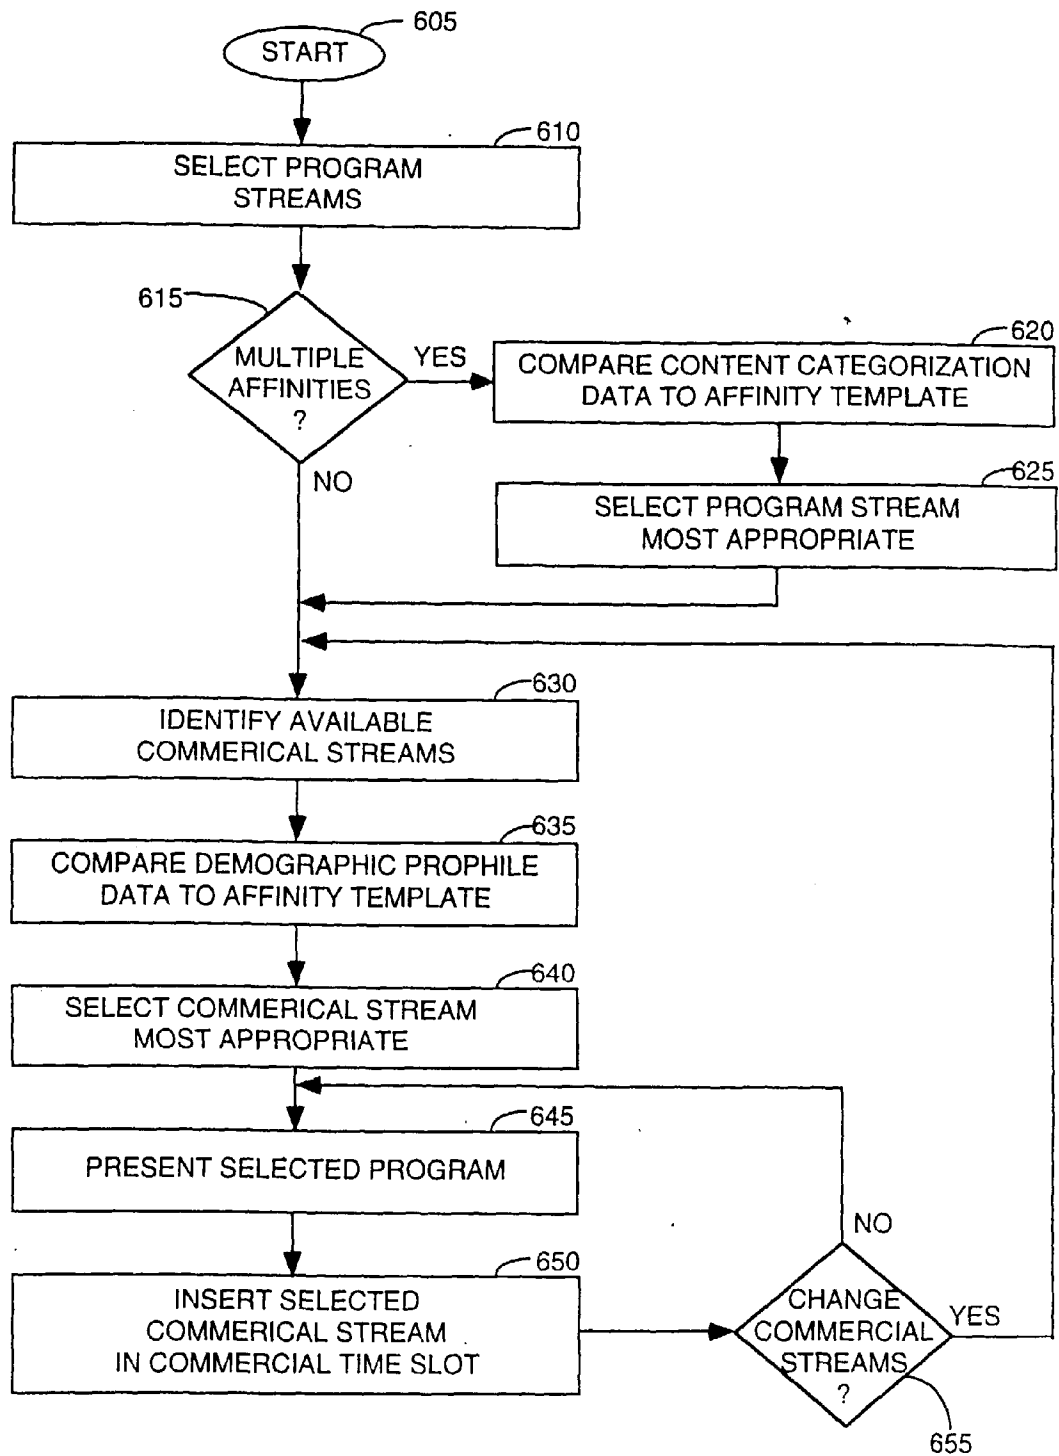 605
START
610
SELECT PROGRAM
STREAMS
615
MULTIPLE
AFFINITIES
?
YES
NO
620
COMPARE CONTENT CATEGORIZATION
DATA TO AFFINITY TEMPLATE
625
SELECT PROGRAM STREAM
MOST APPROPRIATE
630
IDENTIFY AVAILABLE
COMMERICAL STREAMS
635
COMPARE DEMOGRAPHIC PROPHILE
DATA TO AFFINITY TEMPLATE
640
SELECT COMMERICAL STREAM
MOST APPROPRIATE
645
PRESENT SELECTED PROGRAM
650
INSERT SELECTED
COMMERICAL STREAM
IN COMMERCIAL TIME SLOT
NO
CHANGE
COMMERCIAL
STREAMS
?
YES
655